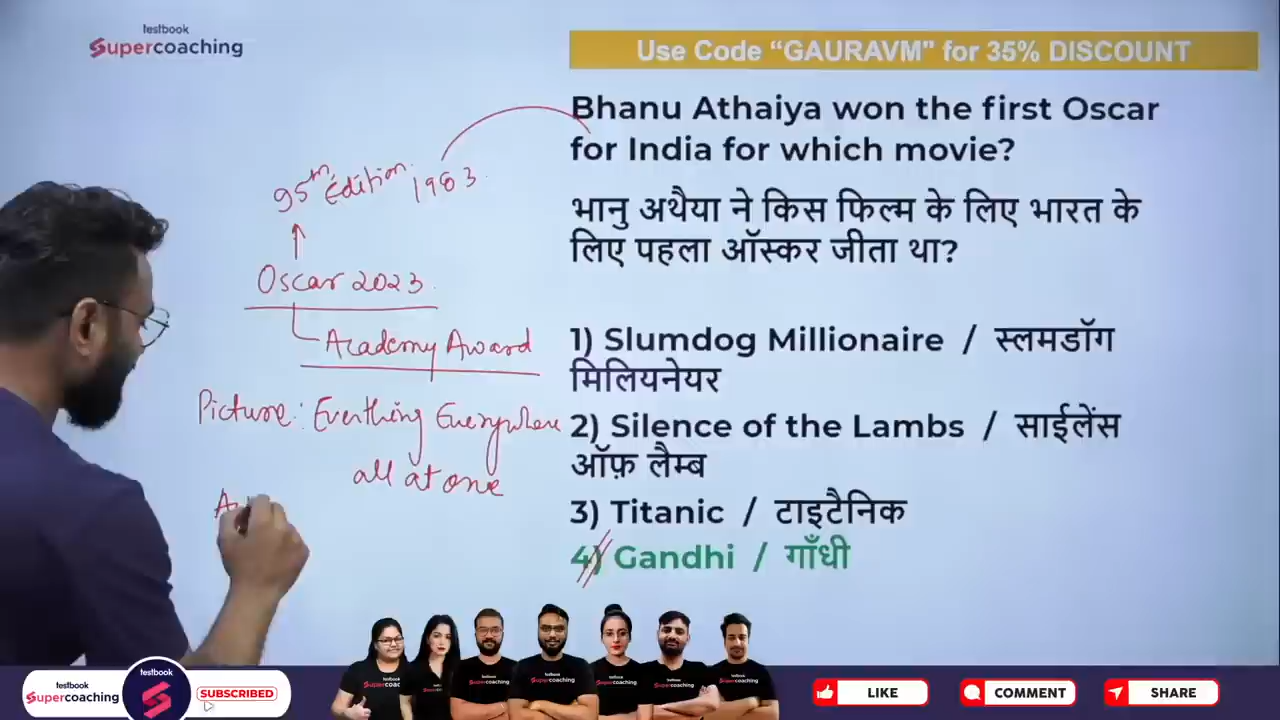 testbook
Supercoaching
Use Code “GAURAVM" for 35% DISCOUNT
Bhanu Athaiya won the first Oscar
for India for which movie?
भानु अथैया ने किस फिल्म के लिए भारत के
लिए पहला ऑस्कर जीता था?
1) Slumdog Millionaire / स्लमडॉग
मिलियनेयर
2) Silence of the Lambs / साईलेंस
ऑफ़ लैम्ब
3) Titanic / टाइटैनिक
4) Gandhi / गाँधी
95th Edition. 1983.
Oscar 2023.
Academy Award
Picture: Everthing Everywhere
all at one
testbook
Supercoaching
testbook
SUBSCRIBED
LIKE
COMMENT
SHARE